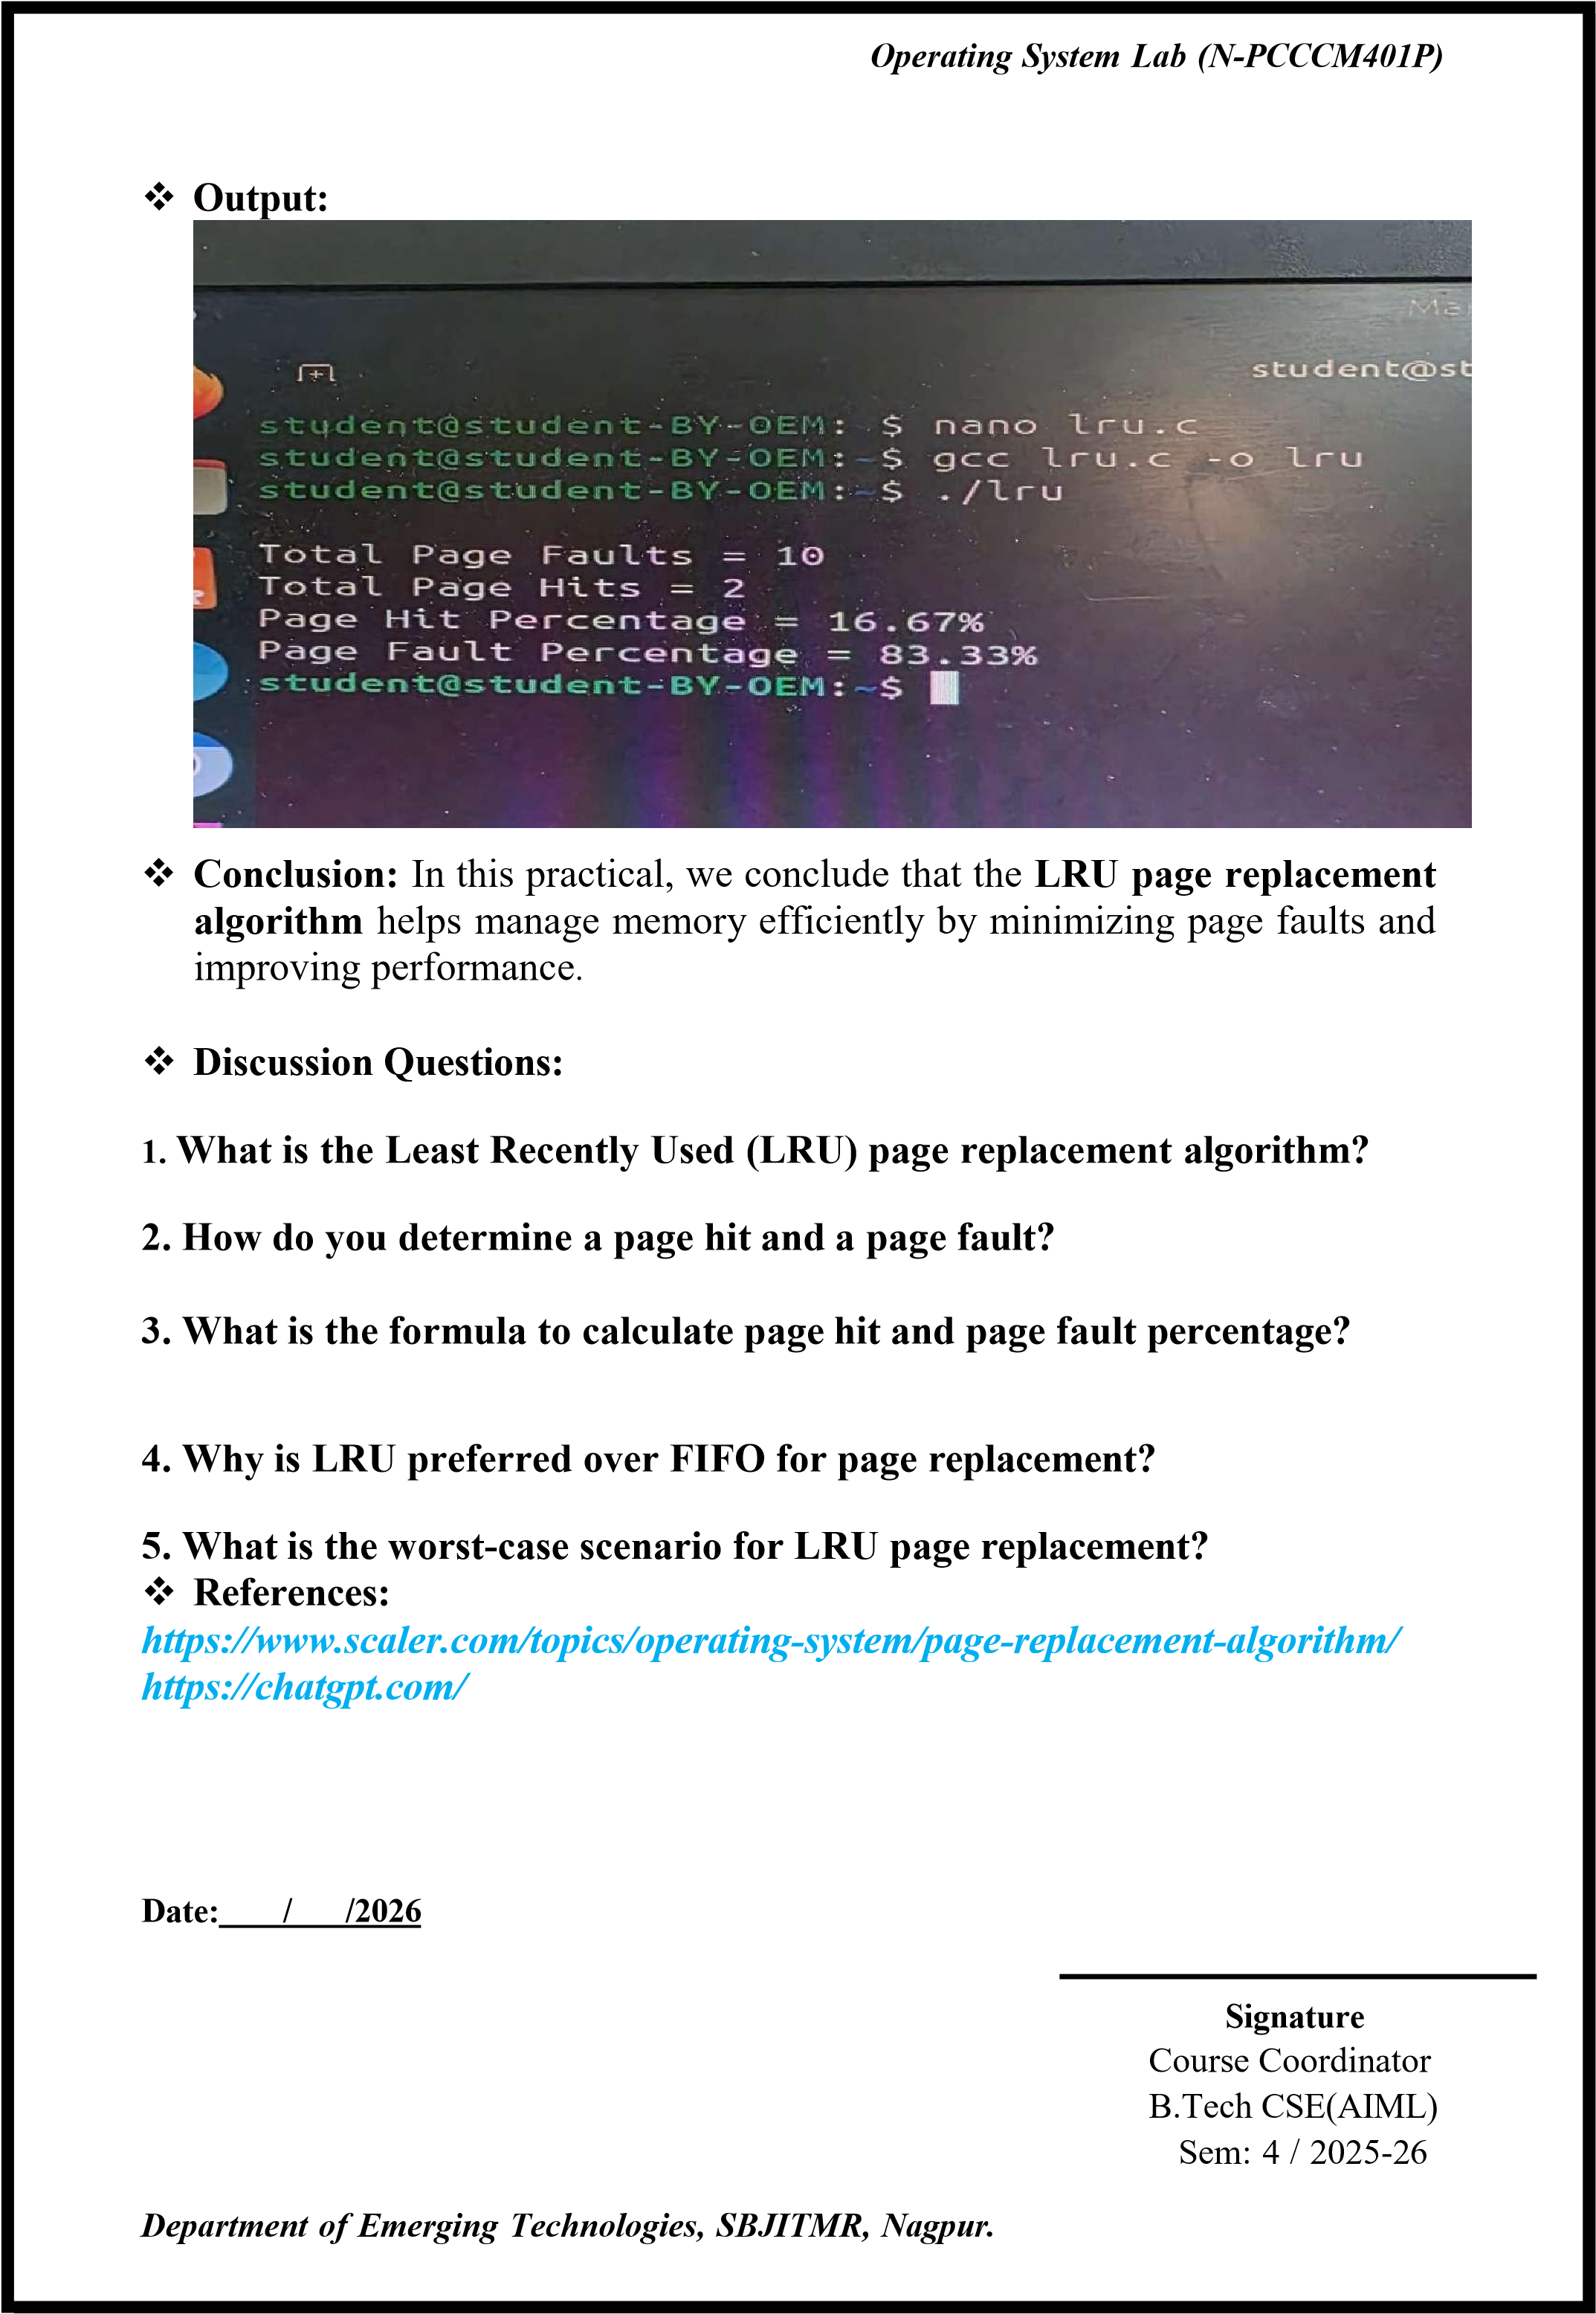 Operating System Lab (N-PCCCM401P)
❖ Output:
student@st
student@student-BY-OEM: $ nano lru.c
student@student-BY-OEM:~$ gcc lru.c -o lru
student@student-BY-OEM:~$ ./lru
Total Page Faults = 10
Total Page Hits = 2
Page Hit Percentage = 16.67%
Page Fault Percentage = 83.33%
student@student-BY-OEM:~$
❖ Conclusion: In this practical, we conclude that the LRU page replacement
algorithm helps manage memory efficiently by minimizing page faults and
improving performance.
❖ Discussion Questions:
1. What is the Least Recently Used (LRU) page replacement algorithm?
2. How do you determine a page hit and a page fault?
3. What is the formula to calculate page hit and page fault percentage?
4. Why is LRU preferred over FIFO for page replacement?
5. What is the worst-case scenario for LRU page replacement?
❖ References:
https://www.scaler.com/topics/operating-system/page-replacement-algorithm/
https://chatgpt.com/
Date: / /2026
Signature
Course Coordinator
B.Tech CSE(AIML)
Sem: 4 / 2025-26
Department of Emerging Technologies, SBJITMR, Nagpur.